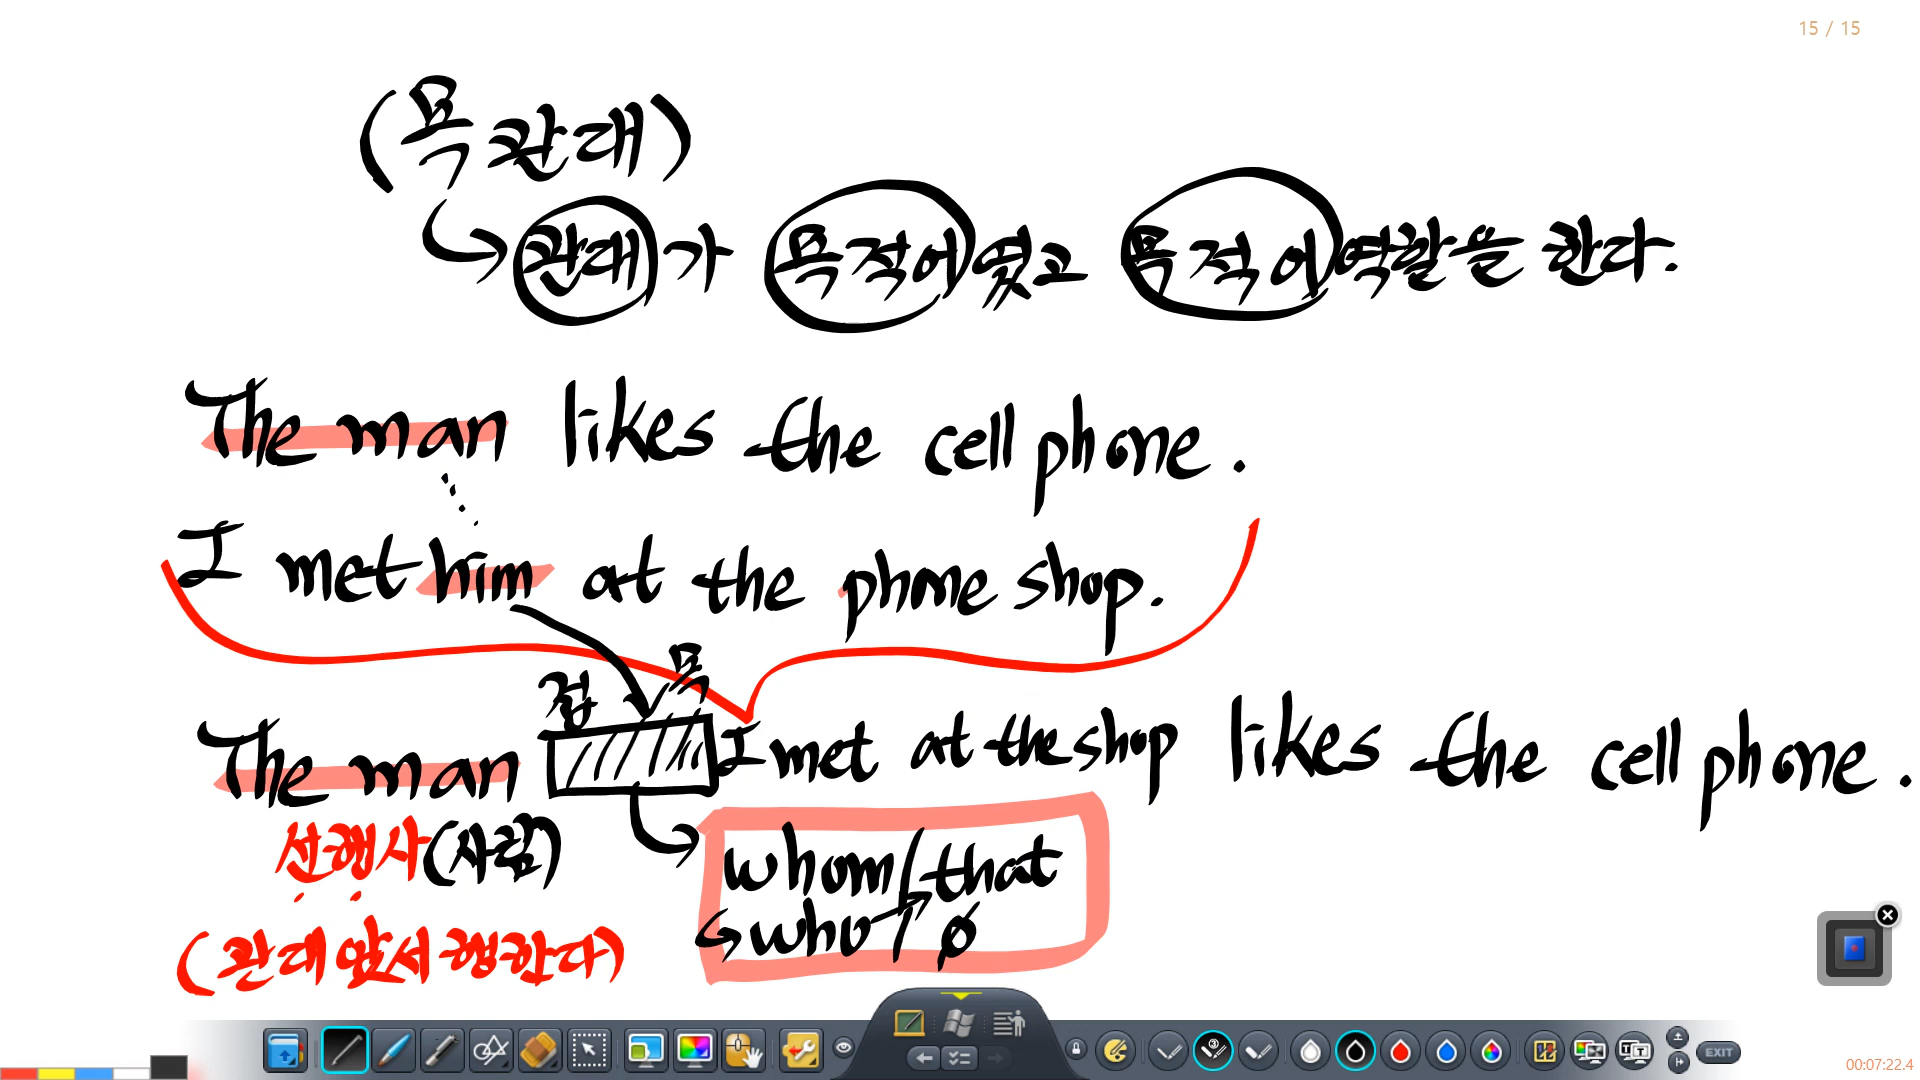 15 / 15
(목관대)
관대가 목적어였고 목적어역할을 한다.
The man likes the cell phone.
I met him at the phone shop.
접 목
The man I met at the shop likes the cell phone.
선행사(사람)
whom/that
(관대앞서 행한다)
who / ø
EXIT
00:07:22.4